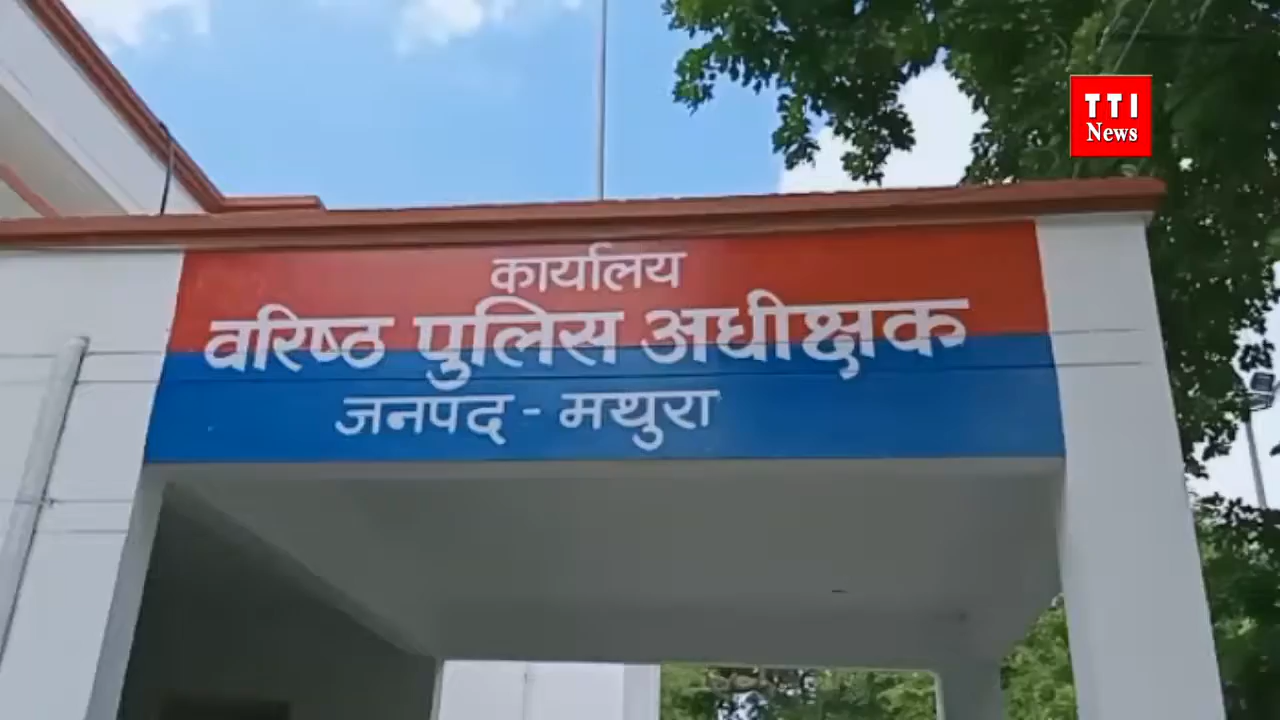 TTI
News
कार्यालय
वरिष्ठ पुलिस अधीक्षक
जनपद - मथुरा